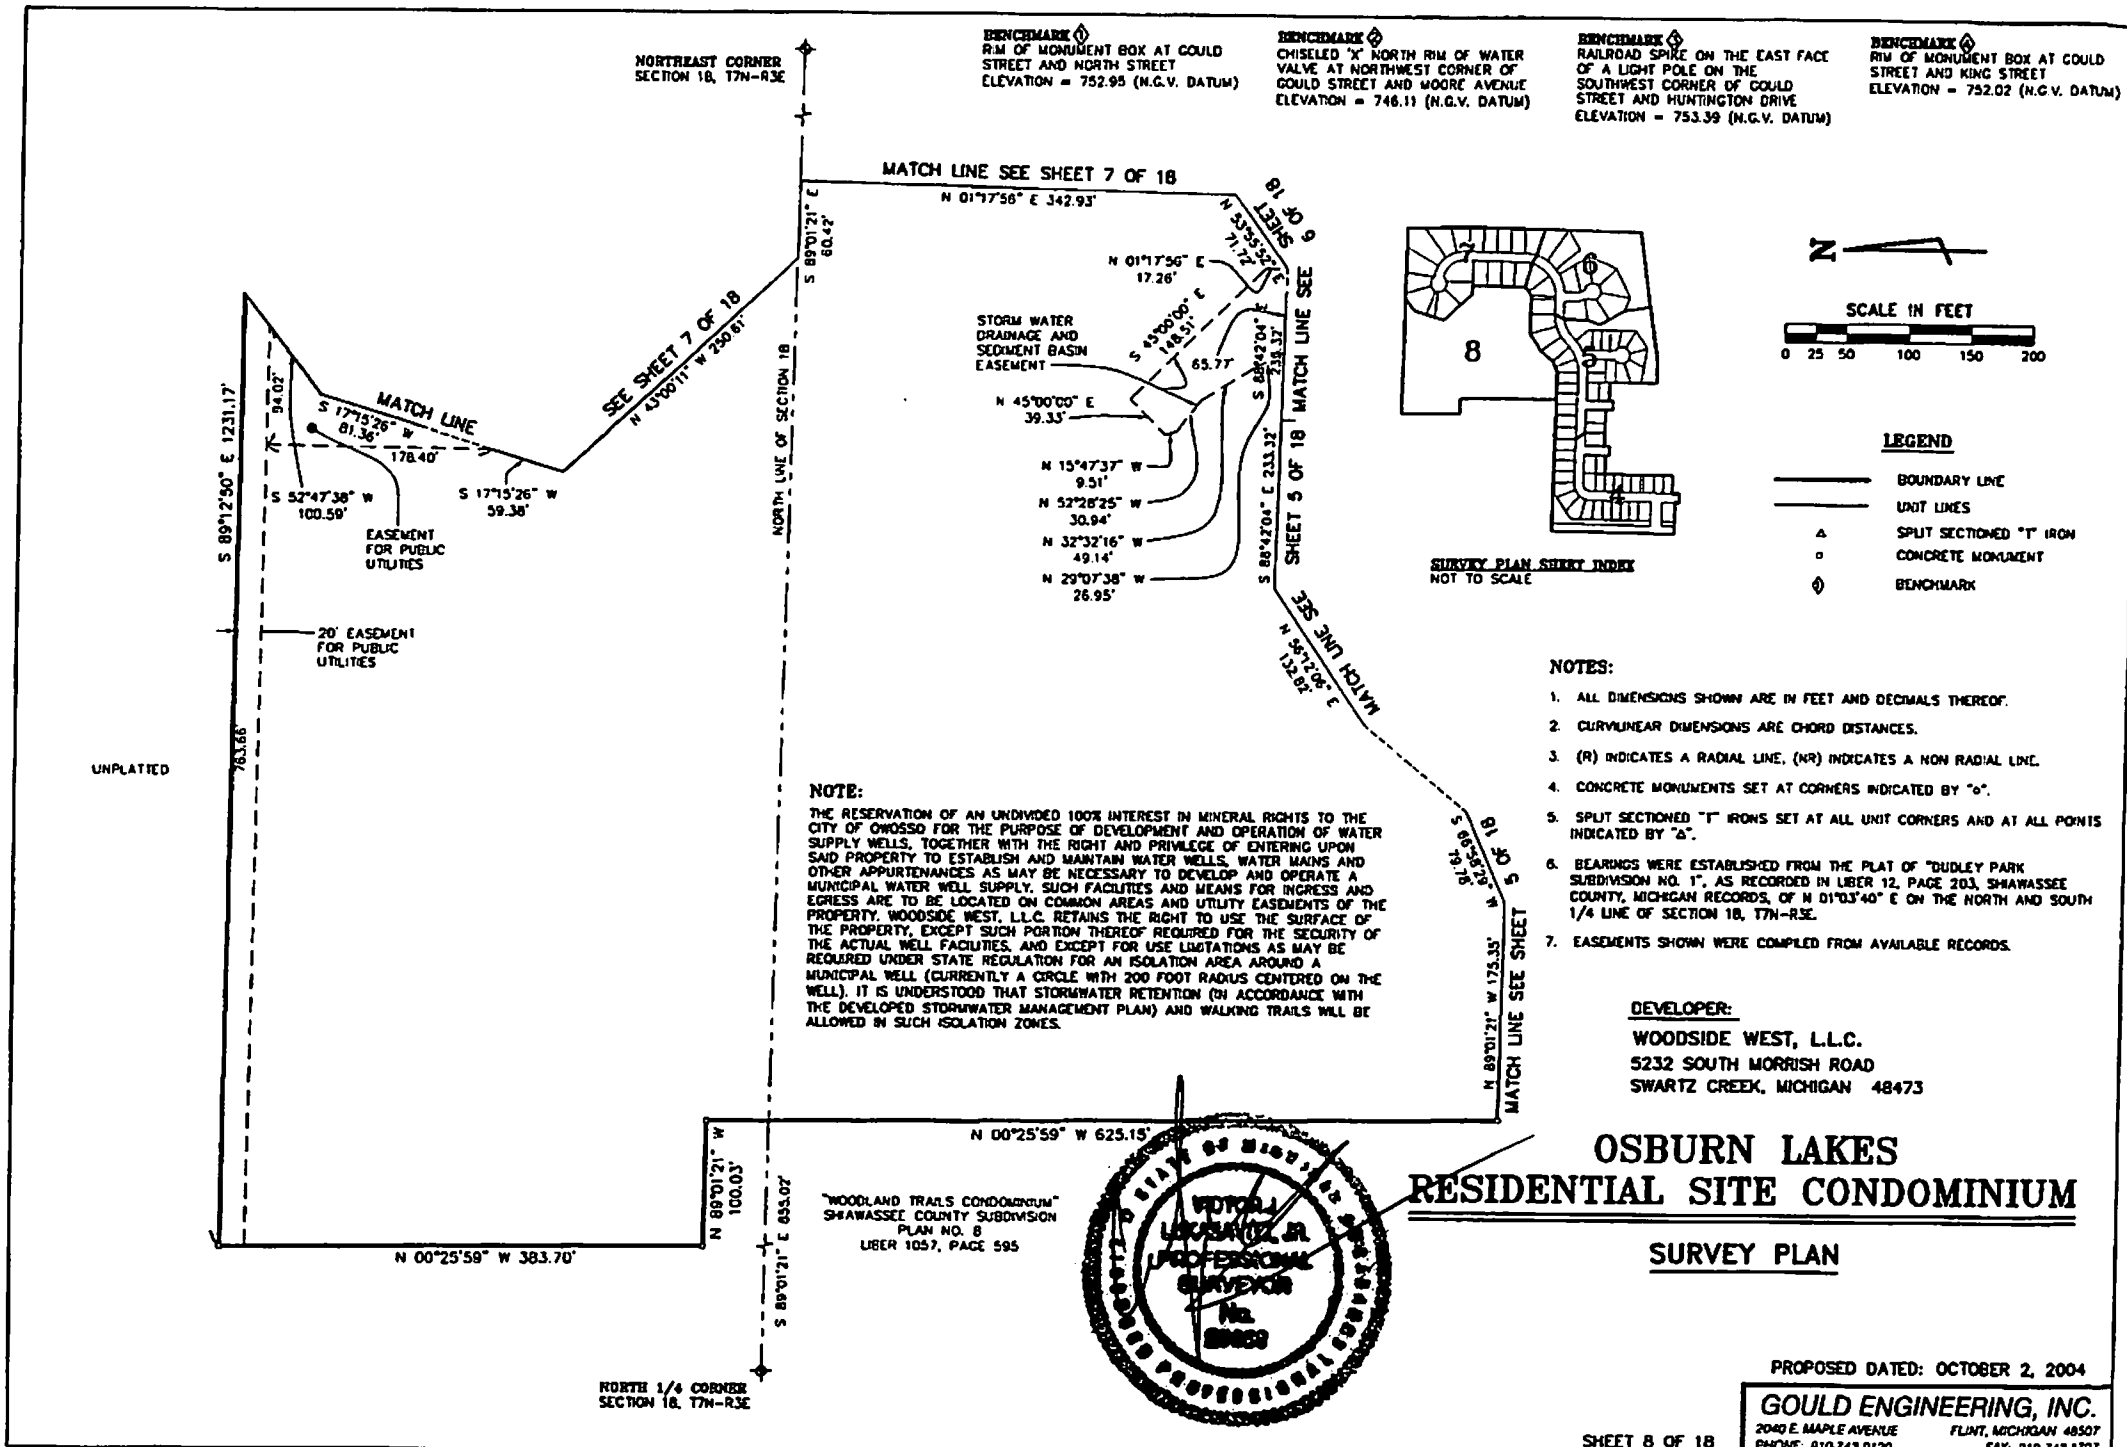 BENCHMARK 1
RIM OF MONUMENT BOX AT GOULD
STREET AND NORTH STREET
ELEVATION = 752.95 (N.G.V. DATUM)
BENCHMARK 2
CHISELED "X" NORTH RIM OF WATER
VALVE AT NORTHWEST CORNER OF
GOULD STREET AND MOORE AVENUE
ELEVATION = 746.11 (N.G.V. DATUM)
BENCHMARK 3
RAILROAD SPIKE ON THE EAST FACE
OF A LIGHT POLE ON THE
SOUTHWEST CORNER OF GOULD
STREET AND HUNTINGTON DRIVE
ELEVATION = 753.39 (N.G.V. DATUM)
BENCHMARK 4
RIM OF MONUMENT BOX AT GOULD
STREET AND KING STREET
ELEVATION = 752.02 (N.G.V. DATUM)
NORTHEAST CORNER
SECTION 18, T7N-R3E
MATCH LINE SEE SHEET 7 OF 18
N 01°17'56" E 342.93'
S 89°01'21" E
60.42'
SHEET
6 OF 18
N 53°55'52" E
71.72'
N 01°17'56" E
17.26'
S 45°00'00" E
148.51'
STORM WATER
DRAINAGE AND
SEDIMENT BASIN
EASEMENT
65.77'
S 88°42'04" E
239.37'
MATCH LINE SEE
N 45°00'00" E
39.33'
N 15°47'37" W
9.51'
N 52°28'25" W
30.94'
N 32°32'16" W
49.14'
N 29°07'38" W
26.95'
S 88°42'04" E 233.32'
SHEET 5 OF 18
MATCH LINE SEE
N 56°12'06" E
132.82'
5 OF 18
S 66°58'29" W
79.78'
N 89°01'21" W 175.35'
MATCH LINE SEE SHEET
SEE SHEET 7 OF 18
N 43°00'11" W 250.61'
MATCH LINE
S 17°15'26" W
81.36'
178.40'
94.02'
S 89°12'50" E 1231.17'
S 52°47'38" W
100.59'
S 17°15'26" W
59.38'
EASEMENT
FOR PUBLIC
UTILITIES
20' EASEMENT
FOR PUBLIC
UTILITIES
763.66'
UNPLATTED
NORTH LINE OF SECTION 18
7
6
8
5
4
SURVEY PLAN SHEET INDEX
NOT TO SCALE
N
SCALE IN FEET
0 25 50 100 150 200
LEGEND
BOUNDARY LINE
UNIT LINES
SPLIT SECTIONED "T" IRON
CONCRETE MONUMENT
BENCHMARK
NOTES:
1. ALL DIMENSIONS SHOWN ARE IN FEET AND DECIMALS THEREOF.
2. CURVILINEAR DIMENSIONS ARE CHORD DISTANCES.
3. (R) INDICATES A RADIAL LINE, (NR) INDICATES A NON RADIAL LINE.
4. CONCRETE MONUMENTS SET AT CORNERS INDICATED BY "o".
5. SPLIT SECTIONED "T" IRONS SET AT ALL UNIT CORNERS AND AT ALL POINTS
INDICATED BY "Δ".
6. BEARINGS WERE ESTABLISHED FROM THE PLAT OF "DUDLEY PARK
SUBDIVISION NO. 1", AS RECORDED IN LIBER 12, PAGE 203, SHIAWASSEE
COUNTY, MICHIGAN RECORDS, OF N 01°03'40" E ON THE NORTH AND SOUTH
1/4 LINE OF SECTION 18, T7N-R3E.
7. EASEMENTS SHOWN WERE COMPILED FROM AVAILABLE RECORDS.
NOTE:
THE RESERVATION OF AN UNDIVIDED 100% INTEREST IN MINERAL RIGHTS TO THE
CITY OF OWOSSO FOR THE PURPOSE OF DEVELOPMENT AND OPERATION OF WATER
SUPPLY WELLS, TOGETHER WITH THE RIGHT AND PRIVILEGE OF ENTERING UPON
SAID PROPERTY TO ESTABLISH AND MAINTAIN WATER WELLS, WATER MAINS AND
OTHER APPURTENANCES AS MAY BE NECESSARY TO DEVELOP AND OPERATE A
MUNICIPAL WATER WELL SUPPLY. SUCH FACILITIES AND MEANS FOR INGRESS AND
EGRESS ARE TO BE LOCATED ON COMMON AREAS AND UTILITY EASEMENTS OF THE
PROPERTY. WOODSIDE WEST, L.L.C. RETAINS THE RIGHT TO USE THE SURFACE OF
THE PROPERTY, EXCEPT SUCH PORTION THEREOF REQUIRED FOR THE SECURITY OF
THE ACTUAL WELL FACILITIES, AND EXCEPT FOR USE LIMITATIONS AS MAY BE
REQUIRED UNDER STATE REGULATION FOR AN ISOLATION AREA AROUND A
MUNICIPAL WELL (CURRENTLY A CIRCLE WITH 200 FOOT RADIUS CENTERED ON THE
WELL). IT IS UNDERSTOOD THAT STORMWATER RETENTION (IN ACCORDANCE WITH
THE DEVELOPED STORMWATER MANAGEMENT PLAN) AND WALKING TRAILS WILL BE
ALLOWED IN SUCH ISOLATION ZONES.
DEVELOPER:
WOODSIDE WEST, L.L.C.
5232 SOUTH MORRISH ROAD
SWARTZ CREEK, MICHIGAN 48473
N 00°25'59" W 625.15'
N 89°01'21" W
100.03'
S 89°01'21" E 855.02'
"WOODLAND TRAILS CONDOMINIUM"
SHIAWASSEE COUNTY SUBDIVISION
PLAN NO. 8
LIBER 1057, PAGE 595
N 00°25'59" W 383.70'
STATE OF MICHIGAN
VICTOR J.
LUKASAVITZ, JR.
PROFESSIONAL
SURVEYOR
No.
OSBURN LAKES
RESIDENTIAL SITE CONDOMINIUM
SURVEY PLAN
NORTH 1/4 CORNER
SECTION 18, T7N-R3E
PROPOSED DATED: OCTOBER 2, 2004
GOULD ENGINEERING, INC.
2040 E. MAPLE AVENUE FLINT, MICHIGAN 48507
SHEET 8 OF 18